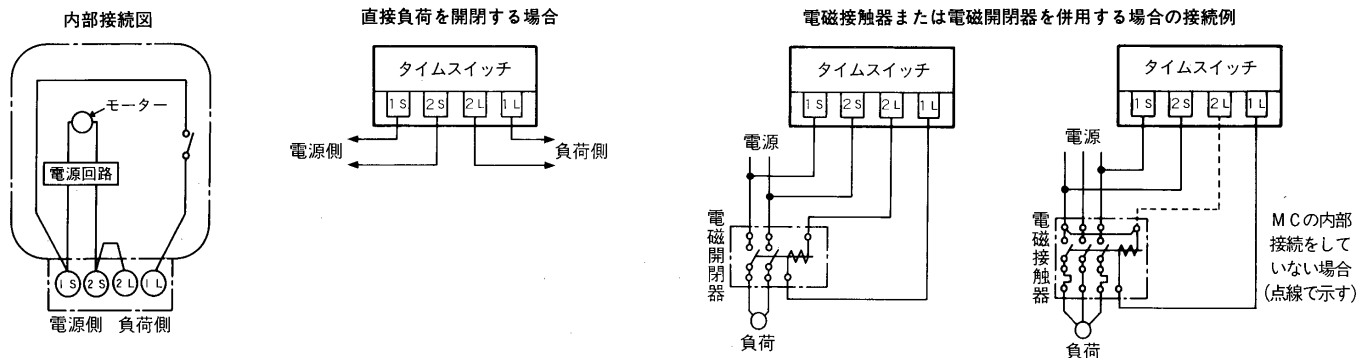 内部接続図
モーター
電源回路
1S 2S 2L 1L
電源側 負荷側
直接負荷を開閉する場合
タイムスイッチ
1S 2S 2L 1L
電源側
負荷側
電磁接触器または電磁開閉器を併用する場合の接続例
タイムスイッチ
1S 2S 2L 1L
電源
電磁開閉器
負荷
タイムスイッチ
1S 2S 2L 1L
電源
電磁接触器
負荷
MCの内部
接続をして
いない場合
(点線で示す)